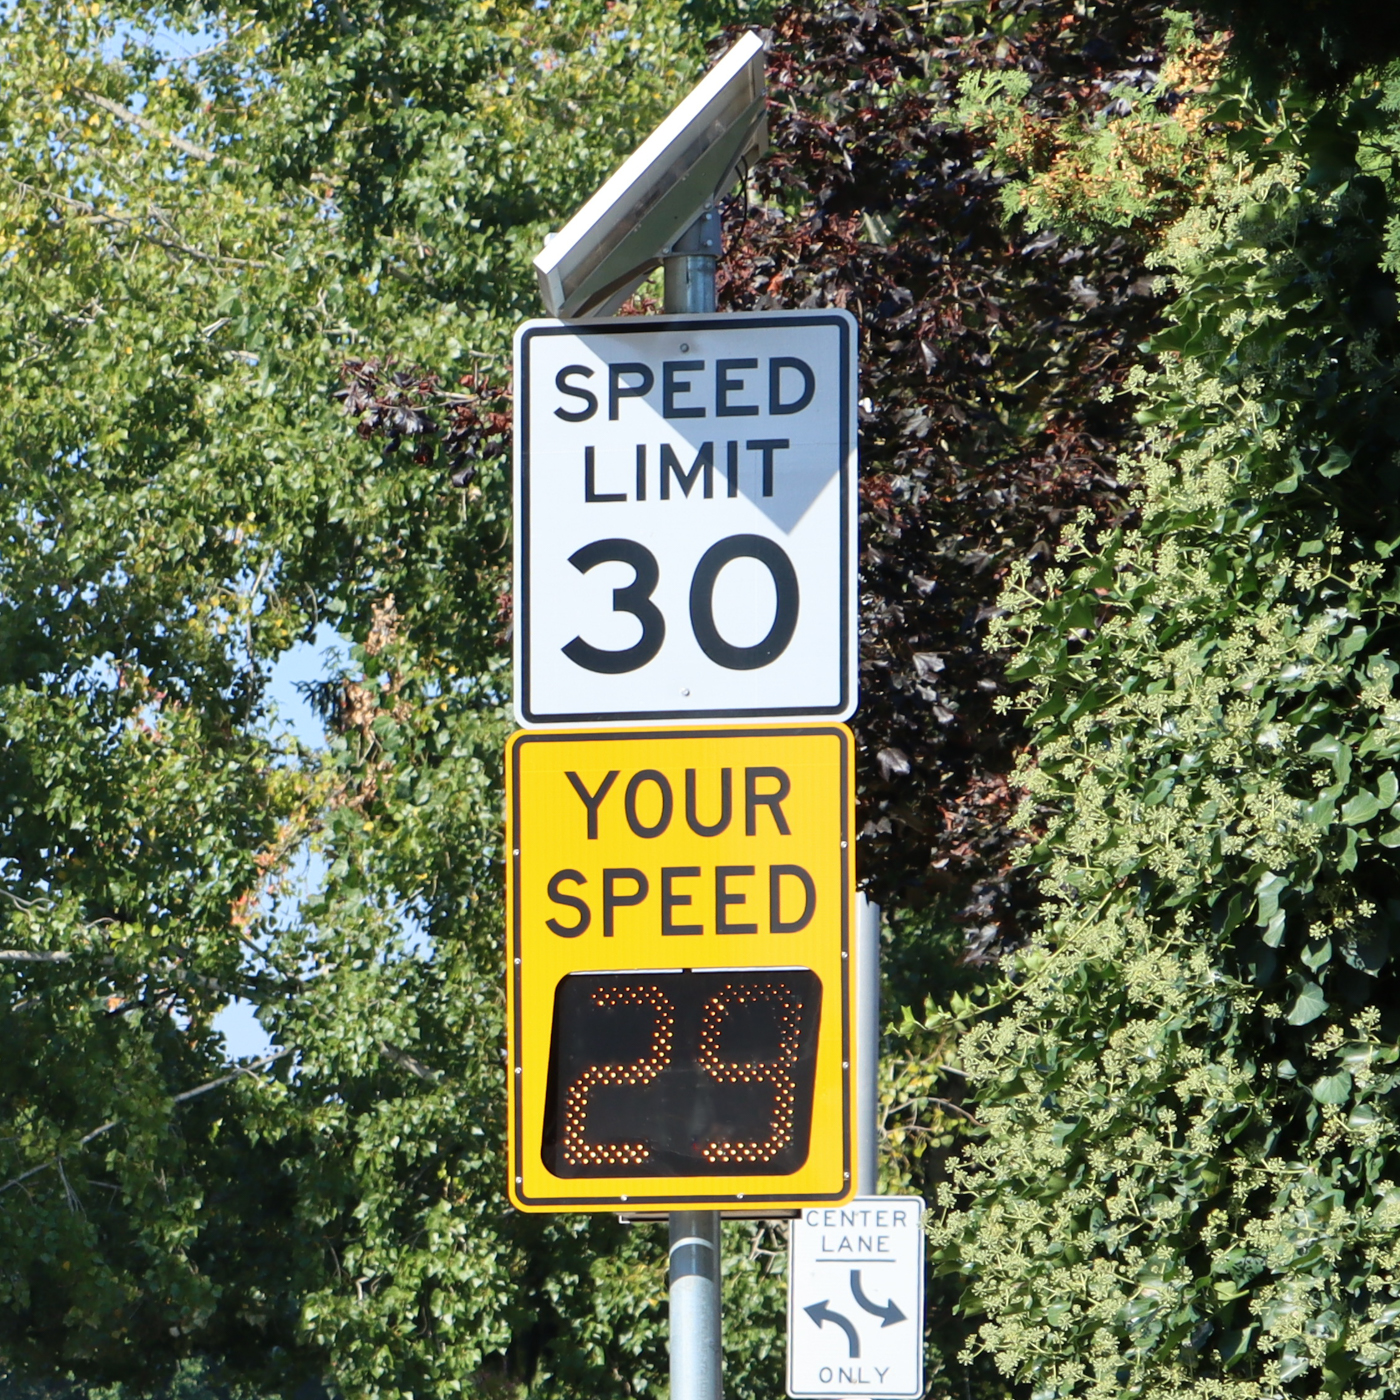 SPEED
LIMIT
30
YOUR
SPEED
29
CENTER
LANE
ONLY